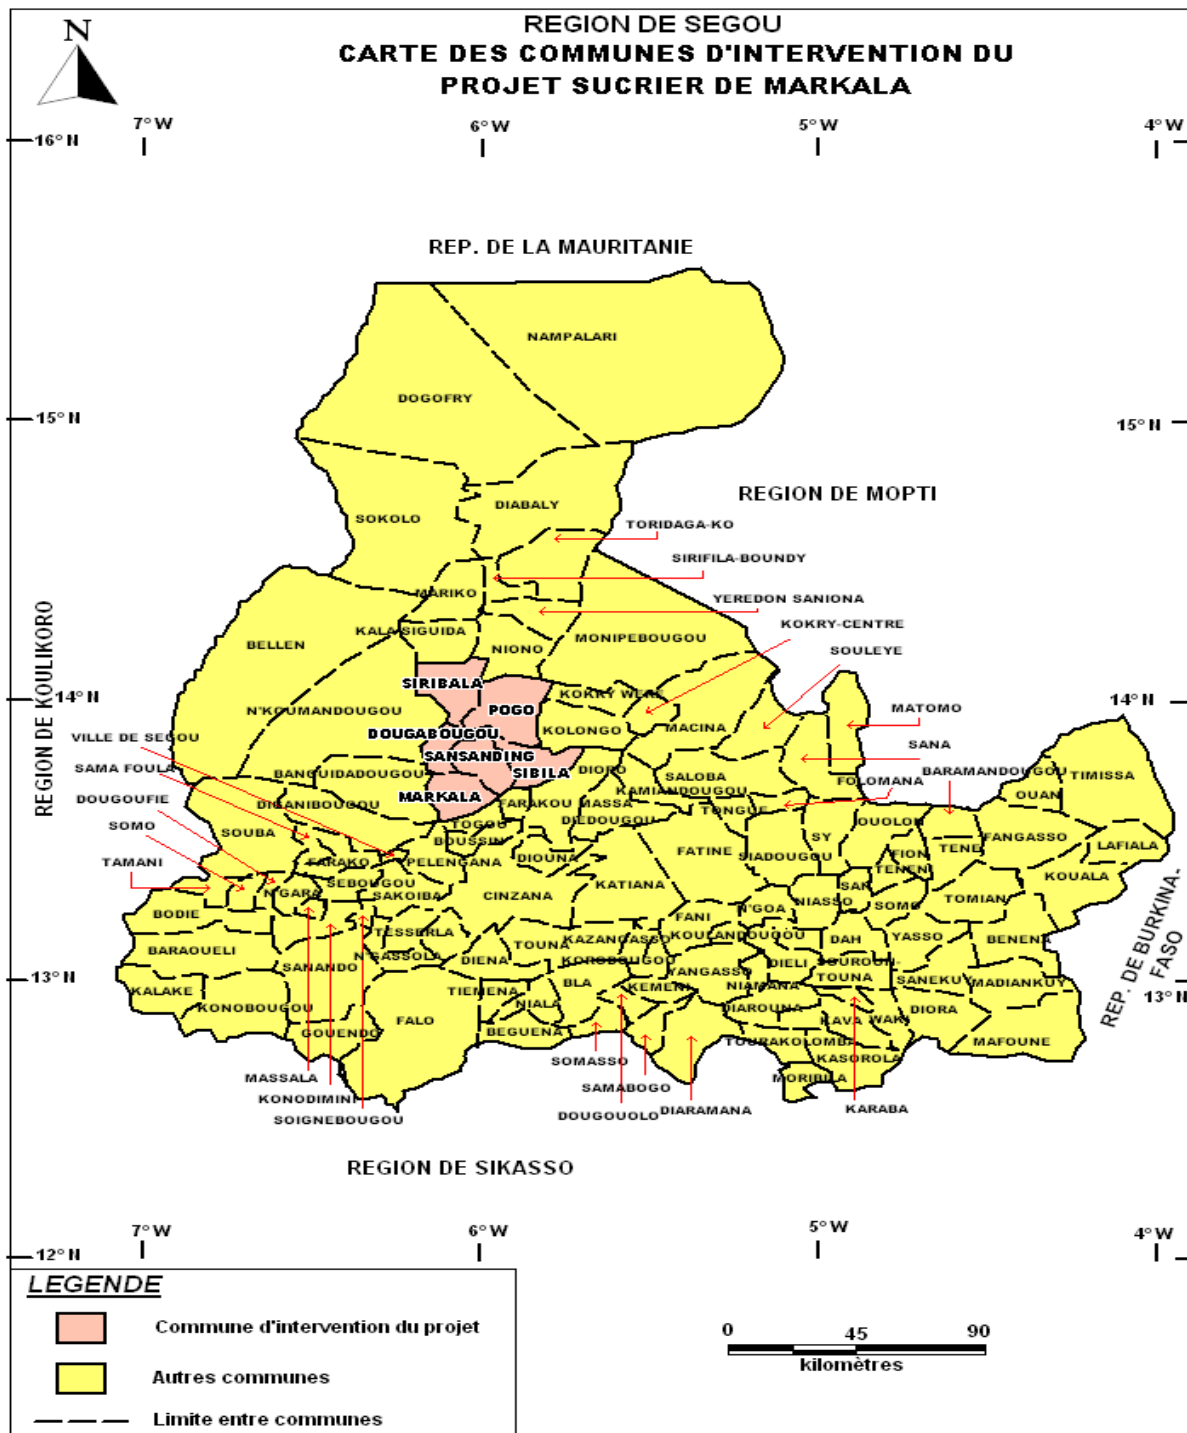 REGION DE SEGOU
CARTE DES COMMUNES D'INTERVENTION DU
PROJET SUCRIER DE MARKALA
N
7°W
6°W
5°W
4°W
16°N
REP. DE LA MAURITANIE
NAMPALARI
DOGOFRY
15°N
15°N
REGION DE MOPTI
DIABALY
SOKOLO
TORIDAGA-KO
SIRIFILA-BOUNDY
MARIKO
YEREDON SANIONA
KOKRY-CENTRE
KALA SIGUIDA
BELLEN
NIONO
MONIPEBOUGOU
SOULEYE
REGION DE KOULIKORO
SIRIBALA
KOKRY WERE
14°N
14°N
N'KOUMANDOUGOU
POGO
MATOMO
VILLE DE SEGOU
DOUGABOUGOU
KOLONGO
MACINA
SANA
SAMA FOULA
SANSANDING
BANGUIDADOUGOU
SIBILA
DIORO
SALOBA
FOLOMANA
BARAMANDOUGOU
TIMISSA
DOUGOUFIE
MARKALA
KAMIANDOUGOU
OUAN
DIGANIBOUGOU
FARAKOU MASSA
TONGUE
SOMO
SOUBA
TOGOU
DIEDOUGOU
OUOLON
FANGASSO
BOUSSIN
SY
TENE
LAFIALA
TAMANI
FARAKO
PELENGANA
DIOUNA
FATINE
SIADOUGOU
FION
TENENI
KOUALA
N'GARA
SEBOUGOU
SAKOIBA
CINZANA
KATIANA
SAN
NIASSO
SOMO
TOMIAN
BODIE
FANI
N'GOA
REP. DE BURKINA-
FASO
BARAOUELI
TESSERLA
TOUNA
KAZANGASSO
KOULANDOUGOU
DAH
YASSO
BENENA
SANANDO
N'GASSOLA
DIENA
KORODOUGOU
YANGASSO
DIELI
SOUROUN-
TOUNA
13°N
13°N
KALAKE
KONOBOUGOU
TIEMENA
BLA
KEMENI
NIAMANA
SANEKUY
MADIANKUY
NIALA
DIAROUNA
KAVA
WAKI
DIORA
GOUENDO
FALO
BEGUENA
TOURAKOLOMBA
KASOROLA
MAFOUNE
MASSALA
SOMASSO
MORIBILA
KONODIMINI
SAMABOGO
SOIGNEBOUGOU
DOUGOUOLO
DIARAMANA
KARABA
REGION DE SIKASSO
7°W
6°W
5°W
4°W
12°N
LEGENDE
Commune d'intervention du projet
Autres communes
Limite entre communes
0 45 90
kilomètres